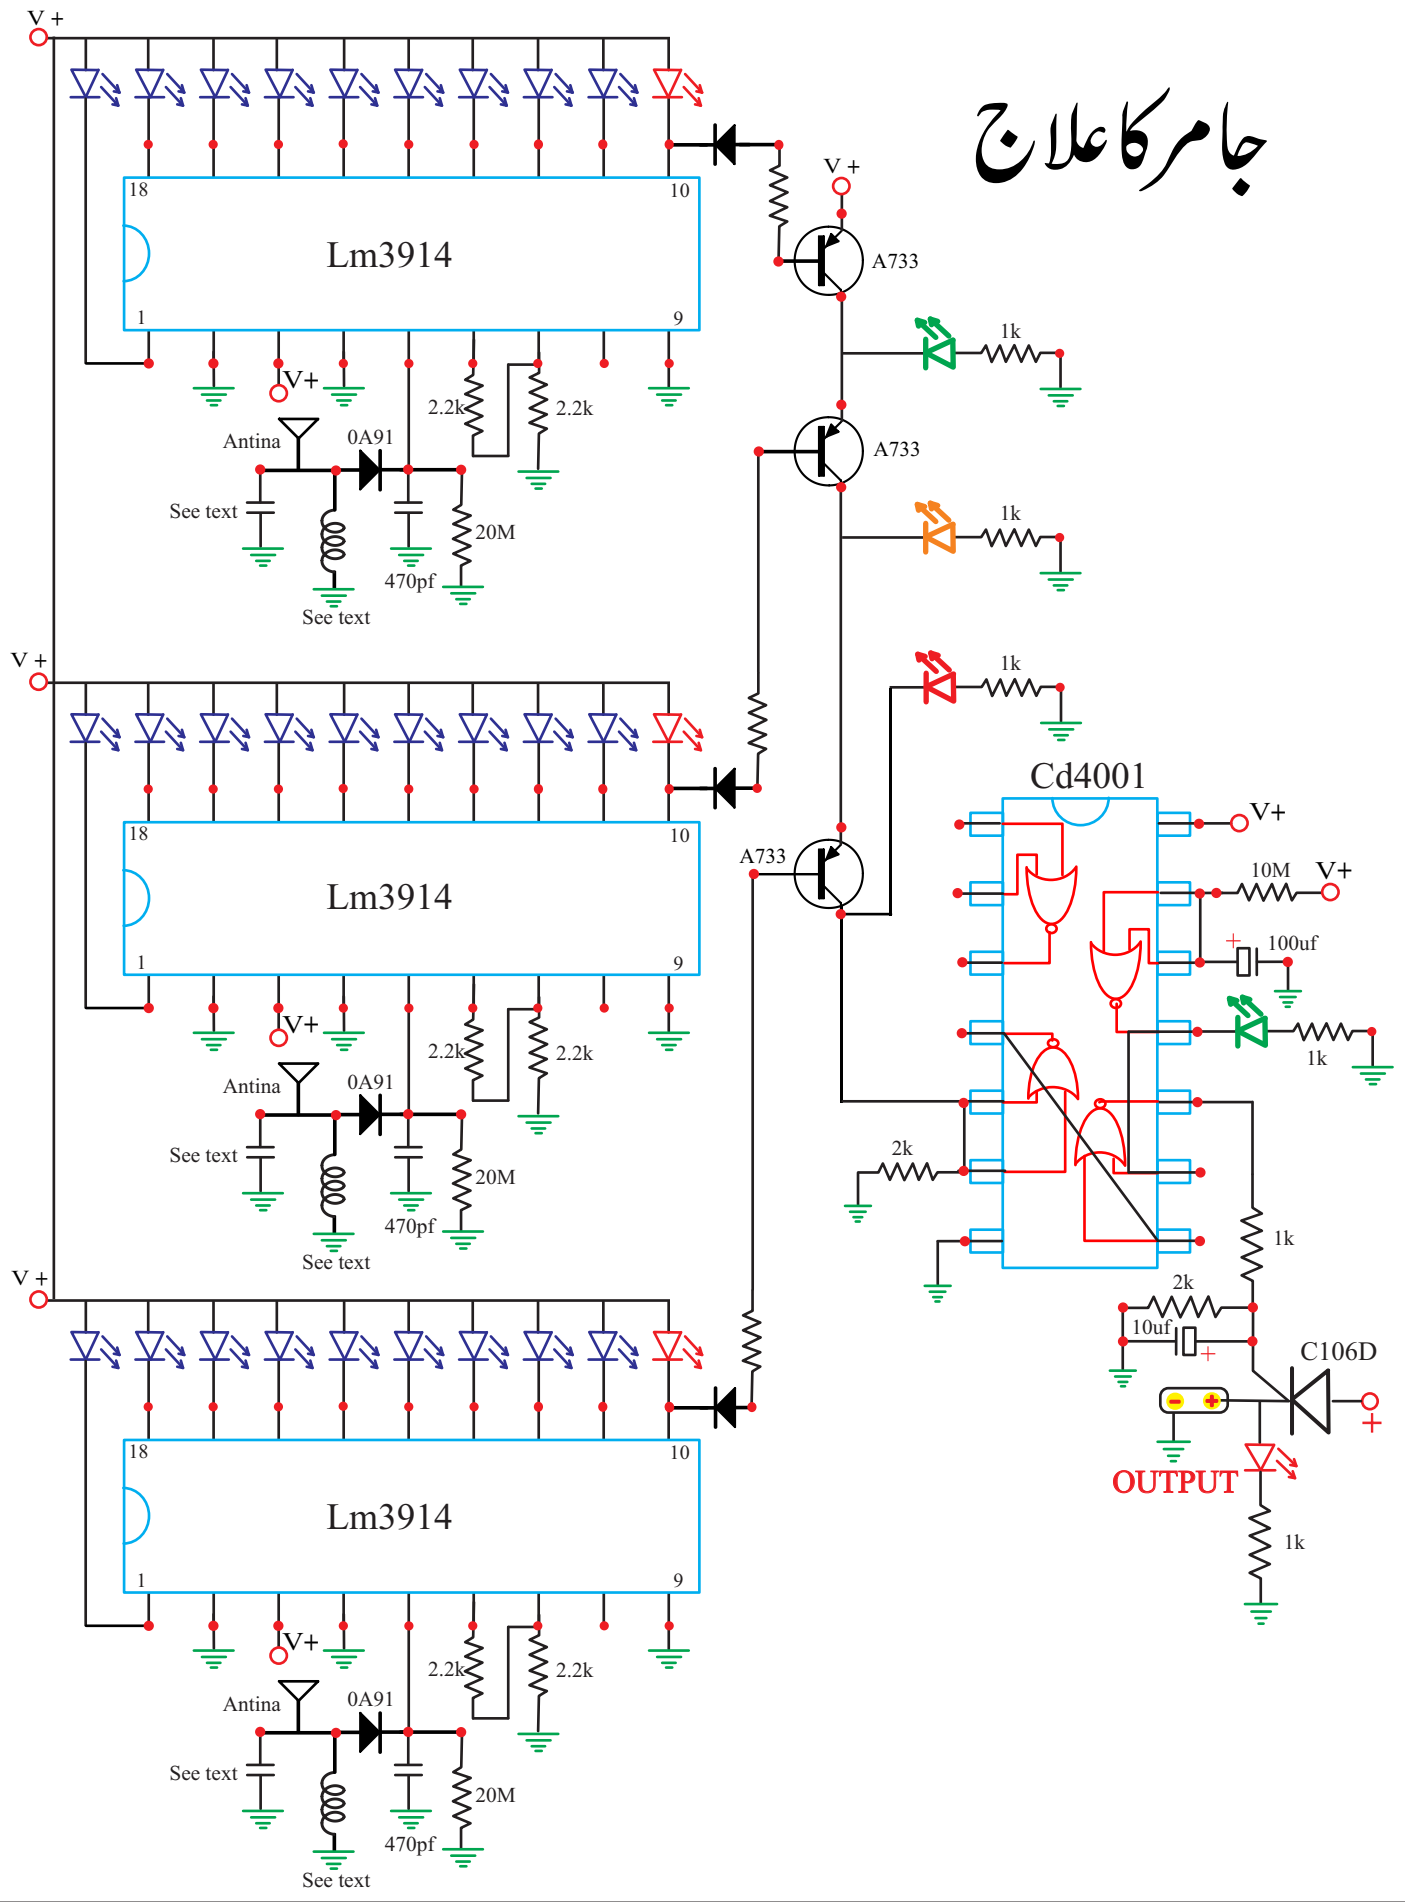 V +
جامر کا علاج
18
10
V +
Lm3914
A733
1
9
1k
V+
2.2k
2.2k
Antina
0A91
A733
See text
1k
20M
470pf
See text
V +
1k
Cd4001
18
10
V+
A733
10M
V+
Lm3914
+
100uf
1
9
V+
2.2k
2.2k
1k
Antina
0A91
See text
2k
20M
470pf
1k
See text
V +
2k
10uf
+
C106D
- +
+
18
10
OUTPUT
Lm3914
1k
1
9
V+
2.2k
2.2k
Antina
0A91
See text
20M
470pf
See text